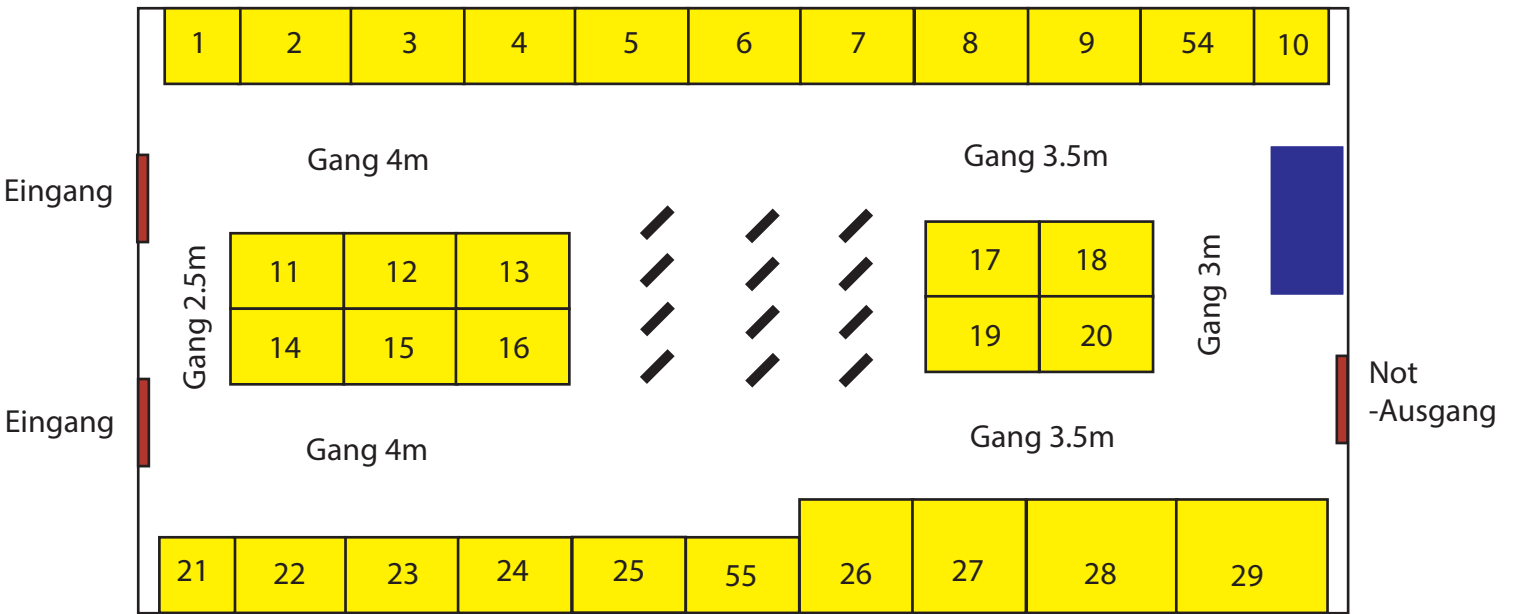 1 2 3 4 5 6 7 8 9 54 10
Gang 4m
Gang 3.5m
Eingang
Gang 2.5m
11 12 13
14 15 16
17 18
19 20
Gang 3m
Eingang
Not
-Ausgang
Gang 4m
Gang 3.5m
21 22 23 24 25 55 26 27 28 29